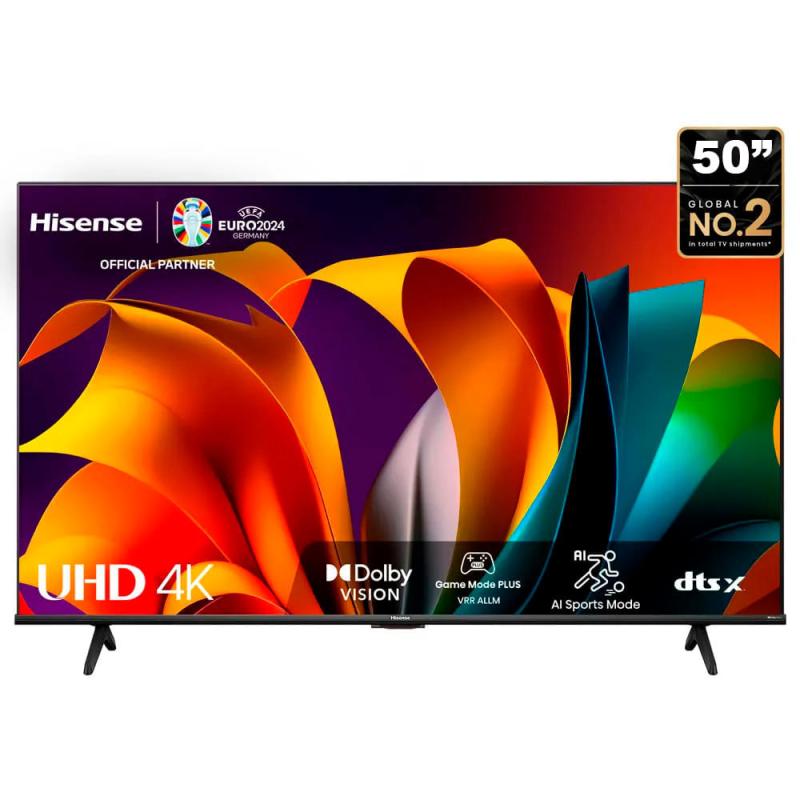 50”
GLOBAL
NO.2
in total TV shipments*
Hisense
UEFA
EURO2024
GERMANY
OFFICIAL PARTNER
UHD 4K
Dolby
VISION
PLUS
Game Mode PLUS
VRR ALLM
AI
AI Sports Mode
dts X
Hisense